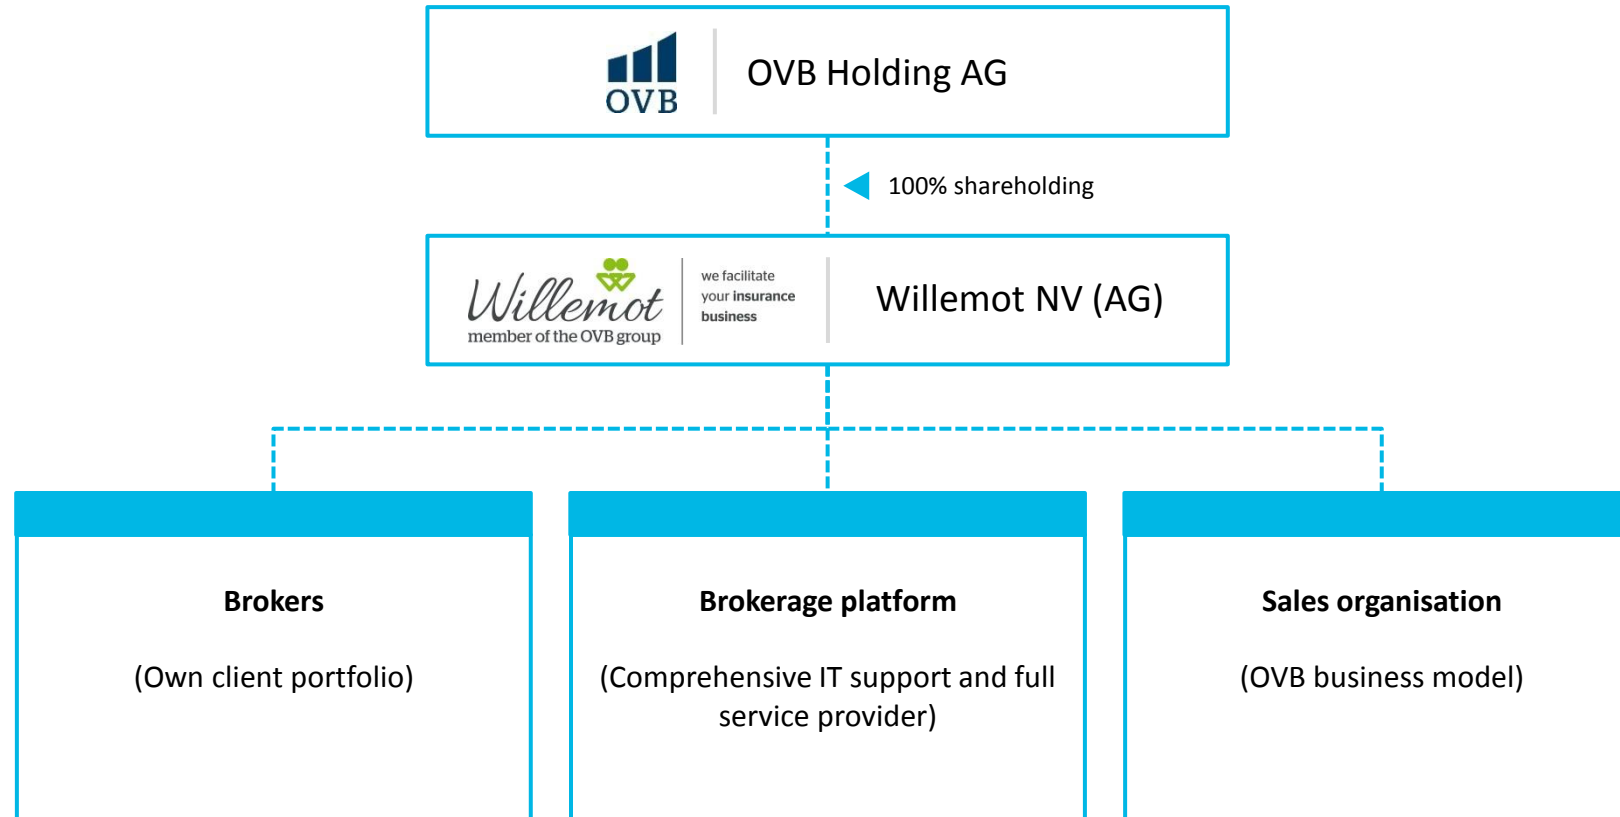 OVB
OVB Holding AG
100% shareholding
Willemot
member of the OVB group
we facilitate
your insurance
business
Willemot NV (AG)
Brokers
(Own client portfolio)
Brokerage platform
(Comprehensive IT support and full
service provider)
Sales organisation
(OVB business model)